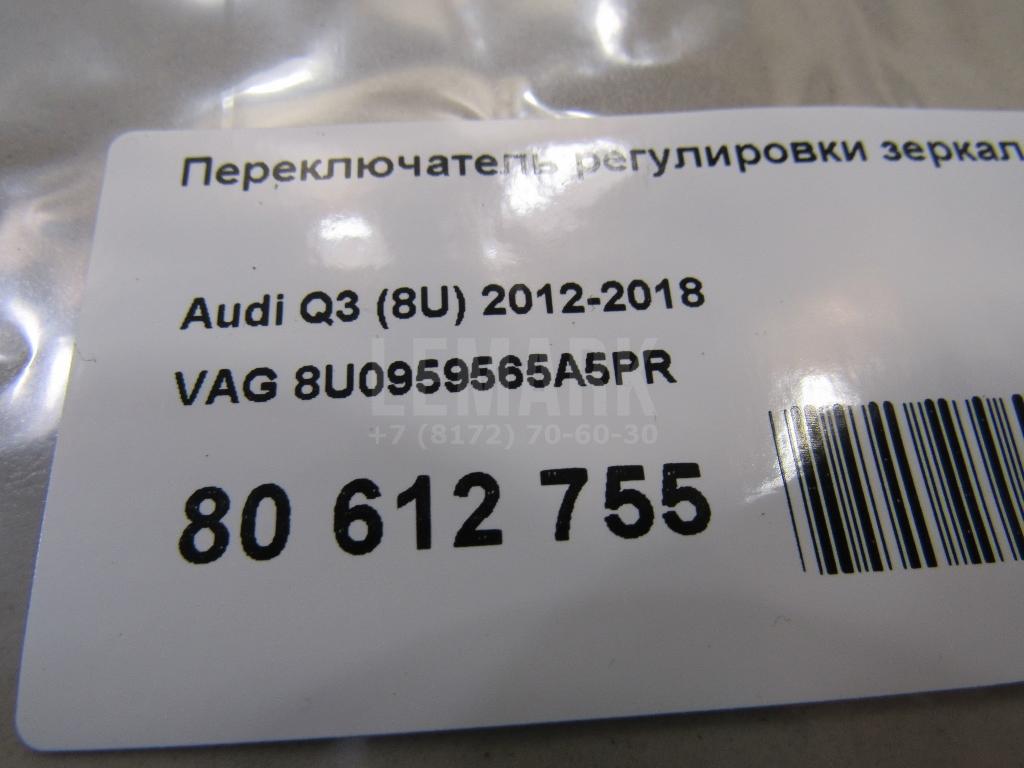 Переключатель регулировки зеркал
Audi Q3 (8U) 2012-2018
VAG 8U0959565A5PR
LEMARK
+7 (8172) 70-60-30
80 612 755